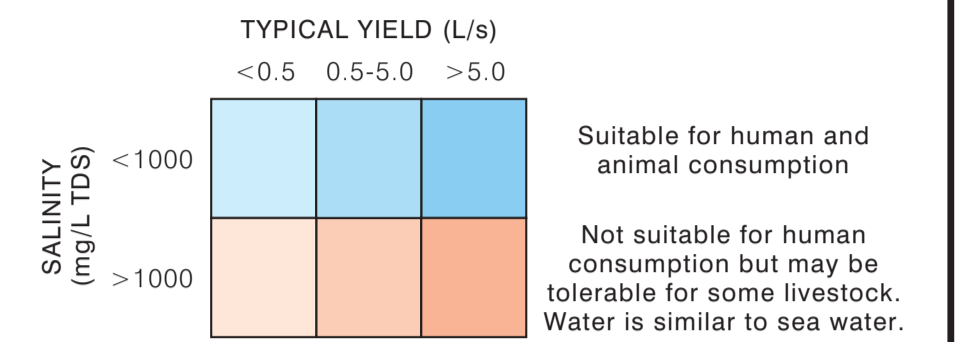 TYPICAL YIELD (L/s)
<0.5 0.5-5.0 >5.0
SALINITY
(mg/L TDS)
<1000
Suitable for human and
animal consumption
>1000
Not suitable for human
consumption but may be
tolerable for some livestock.
Water is similar to sea water.